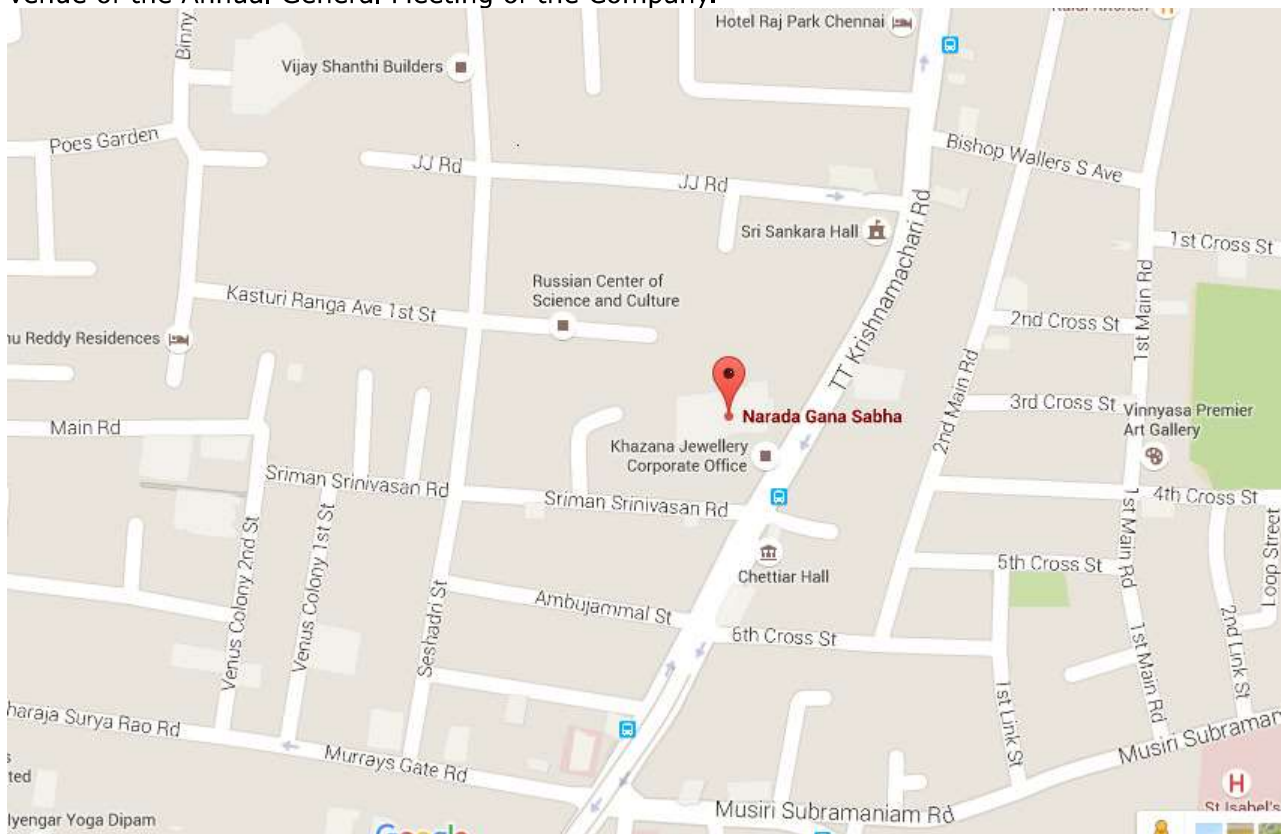 Venue of the Annual General Meeting of the Company.
Hotel Raj Park Chennai
Binny
Vijay Shanthi Builders
Poes Garden
JJ Rd
JJ Rd
Bishop Wallers S Ave
Sri Sankara Hall
TT Krishnamachari Rd
1st Cross St
Russian Center of
Science and Culture
Kasturi Ranga Ave 1st St
1st Main Rd
2nd Cross St
Reddy Residences
2nd Main Rd
3rd Cross St
Vinnyasa Premier
Art Gallery
Narada Gana Sabha
Main Rd
Khazana Jewellery
Corporate Office
Sriman Srinivasan Rd
Sriman Srinivasan Rd
4th Cross St
1st Main Rd
Loop Street
Venus Colony 2nd St
Venus Colony 1st St
Chettiar Hall
5th Cross St
Seshadri St
Ambujammal St
6th Cross St
2nd Link St
1st Main Rd
1st Link St
haraja Surya Rao Rd
Murrays Gate Rd
Musiri Subraman
Musiri Subramaniam Rd
H
St Isabel's
ted
Iyengar Yoga Dipam
Google